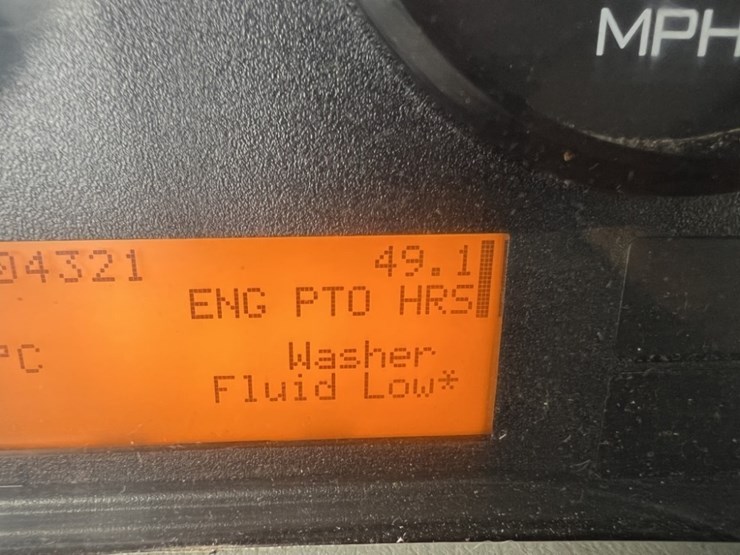 MPH
04321 49.1
ENG PTO HRS
°C Washer
Fluid Low*